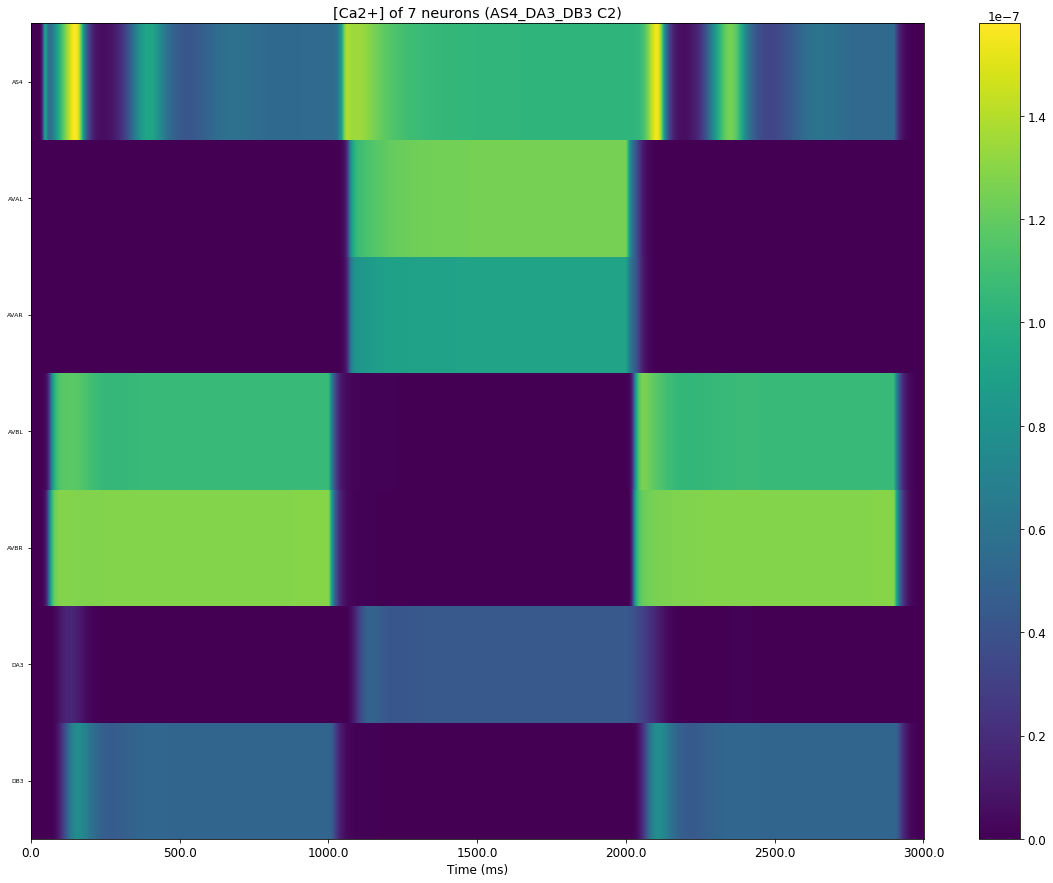 [Ca2+] of 7 neurons (AS4_DA3_DB3 C2)
1e−7
AS4
AVAL
AVAR
AVBL
AVBR
DA3
DB3
0.0 500.0 1000.0 1500.0 2000.0 2500.0 3000.0
Time (ms)
1.4
1.2
1.0
0.8
0.6
0.4
0.2
0.0